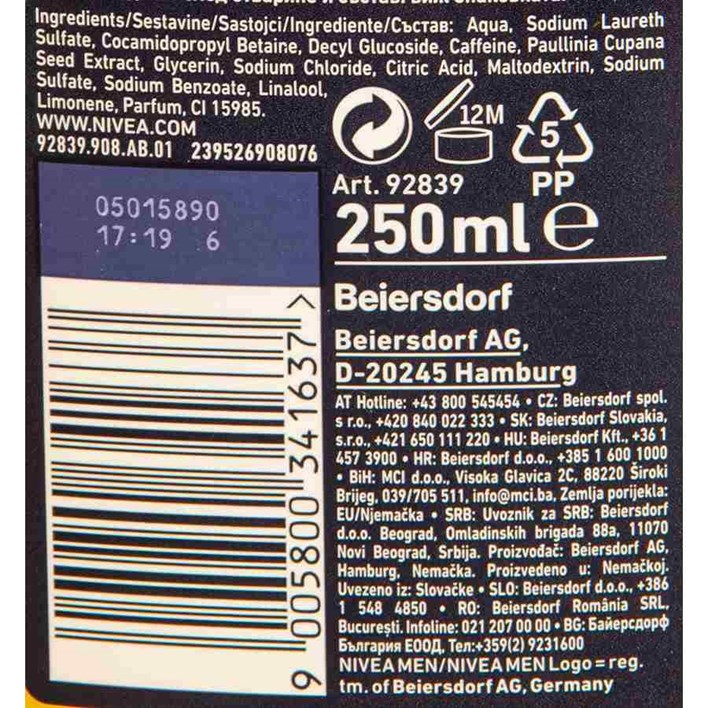 Ingredients/Sestavine/Sastojci/Ingrediente/Състав: Aqua, Sodium Laureth
Sulfate, Cocamidopropyl Betaine, Decyl Glucoside, Caffeine, Paullinia Cupana
Seed Extract, Glycerin, Sodium Chloride, Citric Acid, Maltodextrin, Sodium
Sulfate, Sodium Benzoate, Linalool,
Limonene, Parfum, CI 15985.
WWW.NIVEA.COM
92839.908.AB.01 239526908076
12M
5
PP
Art. 92839
250 ml e
05015890
17:19 6
9 005800 341637 >
Beiersdorf
Beiersdorf AG,
D-20245 Hamburg
AT Hotline: +43 800 545454 • CZ: Beiersdorf spol.
s r.o., +420 840 022 333 • SK: Beiersdorf Slovakia,
s.r.o., +421 650 111 220 • HU: Beiersdorf Kft., +36 1
457 3900 • HR: Beiersdorf d.o.o., +385 1 600 1000
• BiH: MCI d.o.o., Visoka Glavica 2C, 88220 Široki
Brijeg, 039/705 511, info@mci.ba, Zemlja porijekla:
EU/Njemačka • SRB: Uvoznik za SRB: Beiersdorf
d.o.o. Beograd, Omladinskih brigada 88a, 11070
Novi Beograd, Srbija. Proizvođač: Beiersdorf AG,
Hamburg, Nemačka. Proizvedeno u: Nemačkoj.
Uvezeno iz: Slovačke • SLO: Beiersdorf d.o.o., +386
1 548 4850 • RO: Beiersdorf România SRL,
București. Infoline: 021 207 00 00 • BG: Байерсдорф
България ЕООД, Тел:+359(2) 9231600
NIVEA MEN/NIVEA MEN Logo = reg.
tm. of Beiersdorf AG, Germany